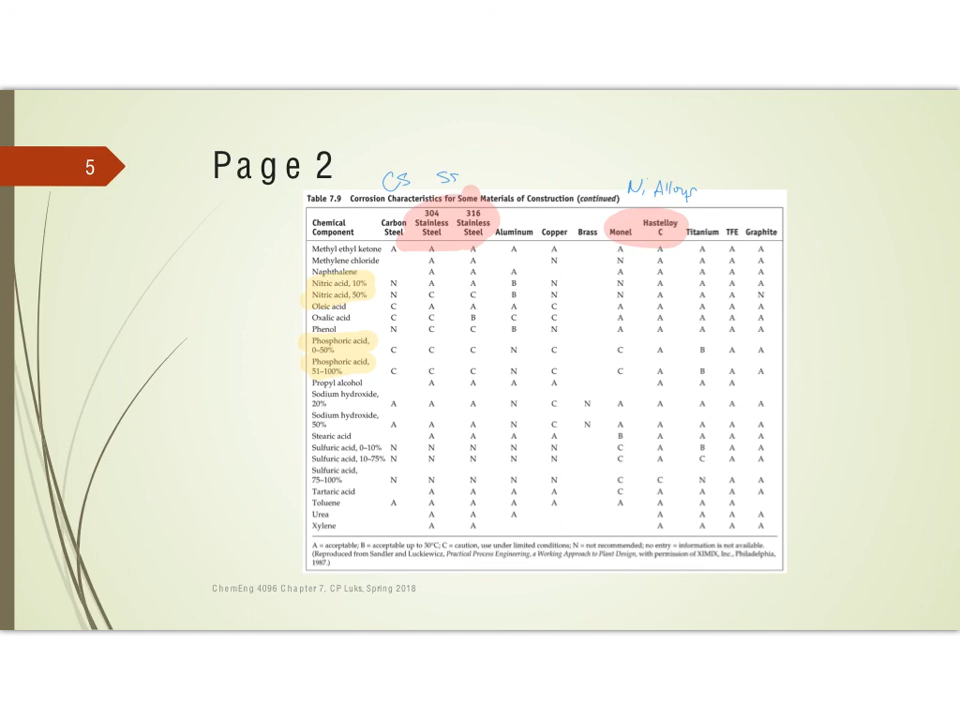 5
Page 2
CS SS Ni Alloys
Table 7.9 Corrosion Characteristics for Some Materials of Construction (continued)
304 316
Chemical Carbon Stainless Stainless Hastelloy
Component Steel Steel Steel Aluminum Copper Brass Monel C Titanium TFE Graphite
Methyl ethyl ketone A A A A A A A A A A
Methylene chloride A A N N A A A A
Naphthalene A A A A A A A A
Nitric acid, 10% N A A B N N A A A A
Nitric acid, 50% N C C B N N A A A N
Oleic acid C A A A C A A A A A
Oxalic acid C C B C C A A A A A
Phenol N C C B N A A A A A
Phosphoric acid,
0–50% C C C N C C A B A A
Phosphoric acid,
51–100% C C C N C C A B A A
Propyl alcohol A A A A A A A
Sodium hydroxide,
20% A A A N C N A A A A A
Sodium hydroxide,
50% A A A N C N A A A A A
Stearic acid A A A A B A A A A
Sulfuric acid, 0–10% N N N N N C A B A A
Sulfuric acid, 10–75% N N N N N C A C A A
Sulfuric acid,
75–100% N N N N N C C N A A
Tartaric acid A A A A C A A A A
Toluene A A A A A A A A A
Urea A A A A A A A
Xylene A A A A A A
A = acceptable; B = acceptable up to 30°C; C = caution, use under limited conditions; N = not recommended; no entry = information is not available.
(Reproduced from Sandler and Luckiewicz, Practical Process Engineering, a Working Approach to Plant Design, with permission of XIMIX, Inc., Philadelphia,
1987.)
ChemEng 4096 Chapter 7, CP Luks, Spring 2018